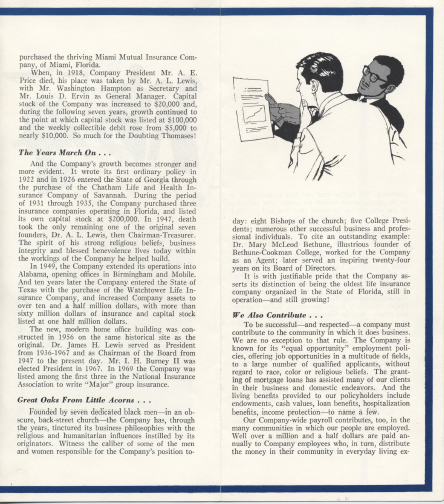 purchased the thriving Miami Mutual Insurance Com-
pany, of Miami, Florida.
When, in 1918, Company President Mr. A. E.
Price died, his place was taken by Mr. A. L. Lewis,
with Mr. Washington Hampton as Secretary and
Mr. Louis D. Ervin as General Manager. Capital
stock of the Company was increased to $20,000 and,
during the following seven years, growth continued to
the point at which capital stock was listed at $100,000
and the weekly collectible debit rose from $5,000 to
nearly $10,000. So much for the Doubting Thomases!
The Years March On . . .
And the Company's growth becomes stronger and
more evident. It wrote its first ordinary policy in
1922 and in 1926 entered the State of Georgia through
the purchase of the Chatham Life and Health In-
surance Company of Savannah. During the period
of 1931 through 1935, the Company purchased three
insurance companies operating in Florida, and listed
its own capital stock at $200,000. In 1947, death
took the only remaining one of the original seven
founders, Dr. A. L. Lewis, then Chairman-Treasurer.
The spirit of his strong religious beliefs, business
integrity and blessed benevolence lives today within
the workings of the Company he helped build.
In 1949, the Company extended its operations into
Alabama, opening offices in Birmingham and Mobile.
And ten years later the Company entered the State of
Texas with the purchase of the Watchtower Life In-
surance Company, and increased Company assets to
over ten and a half million dollars, with more than
sixty million dollars of insurance and capital stock
listed at one half million dollars.
The new, modern home office building was con-
structed in 1956 on the same historical site as the
original. Dr. James H. Lewis served as President
from 1936-1967 and as Chairman of the Board from
1947 to the present day. Mr. I. H. Burney II was
elected President in 1967. In 1969 the Company was
listed among the first three in the National Insurance
Association to write "Major" group insurance.
Great Oaks From Little Acorns . . .
Founded by seven dedicated black men—in an ob-
scure, back-street church—the Company has, through
the years, tinctured its business philosophies with the
religious and humanitarian influences instilled by its
originators. Witness the caliber of some of the men
and women responsible for the Company's position to-
day: eight Bishops of the church; five College Presi-
dents; numerous other successful business and profes-
sional individuals. To cite an outstanding example:
Dr. Mary McLeod Bethune, illustrious founder of
Bethune-Cookman College, worked for the Company
as an Agent; later served an inspiring twenty-four
years on its Board of Directors.
It is with justifiable pride that the Company as-
serts its distinction of being the oldest life insurance
company organized in the State of Florida, still in
operation—and still growing!
We Also Contribute . . .
To be successful—and respected—a company must
contribute to the community in which it does business.
We are no exception to that rule. The Company is
known for its "equal opportunity" employment poli-
cies, offering job opportunities in a multitude of fields,
to a large number of qualified applicants, without
regard to race, color or religious beliefs. The grant-
ing of mortgage loans has assisted many of our clients
in their business and domestic endeavors. And the
living benefits provided to our policyholders include
endowments, cash values, loan benefits, hospitalization
benefits, income protection—to name a few.
Our Company-wide payroll contributes, too, in the
many communities in which our people are employed.
Well over a million and a half dollars are paid an-
nually to Company employees who, in turn, distribute
the money in their community in everyday living ex-